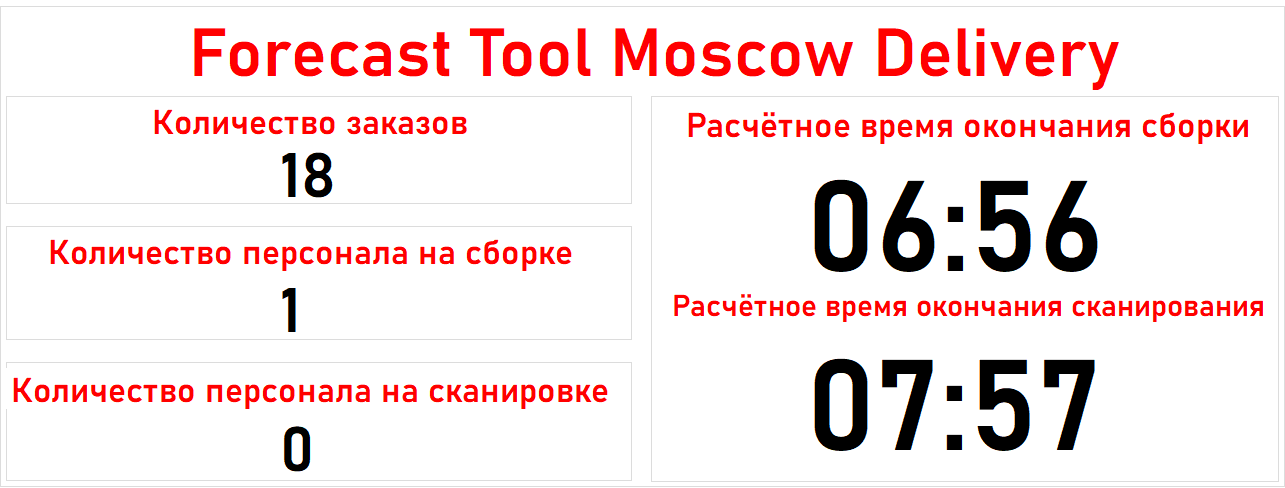 Forecast Tool Moscow Delivery
Количество заказов
18
Количество персонала на сборке
1
Количество персонала на сканировке
0
Расчётное время окончания сборки
06:56
Расчётное время окончания сканирования
07:57